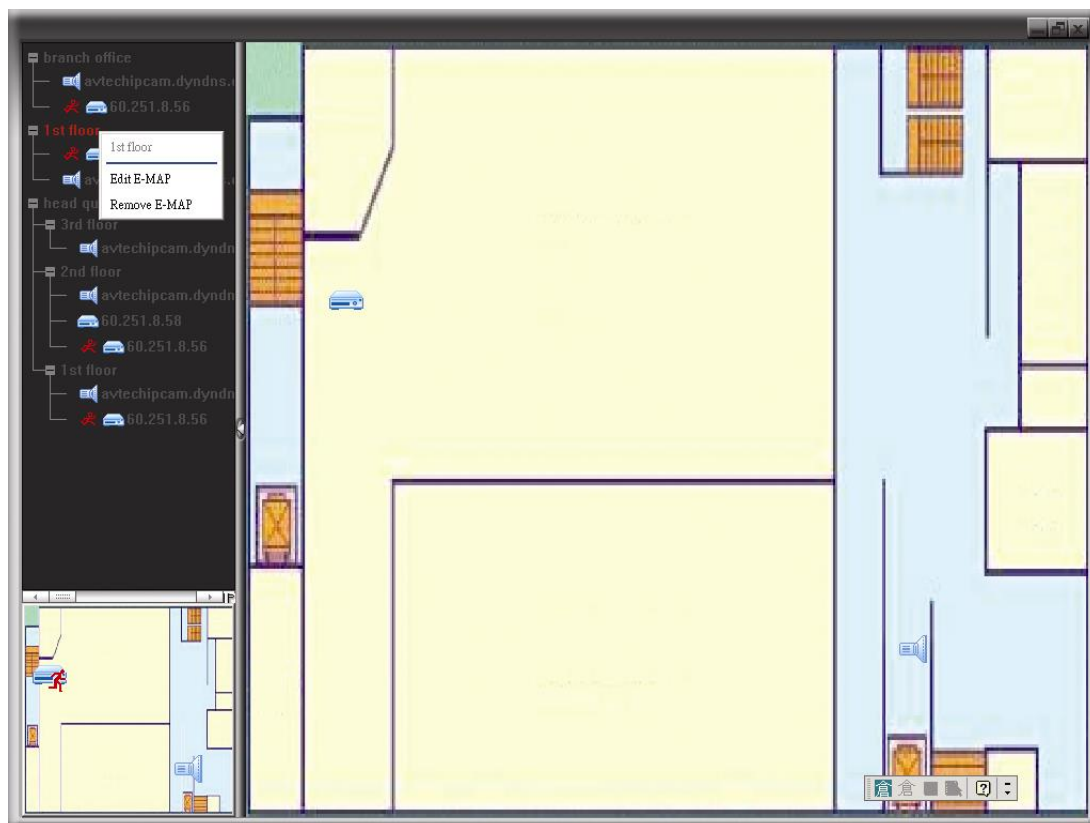 branch office
avtechipcam.dyndns.
60.251.8.56
1st floor
1st floor
Edit E-MAP
Remove E-MAP
head qu
3rd floor
avtechipcam.dyndn
2nd floor
avtechipcam.dyndn
60.251.8.58
60.251.8.56
1st floor
avtechipcam.dyndn
60.251.8.56
倉 倉